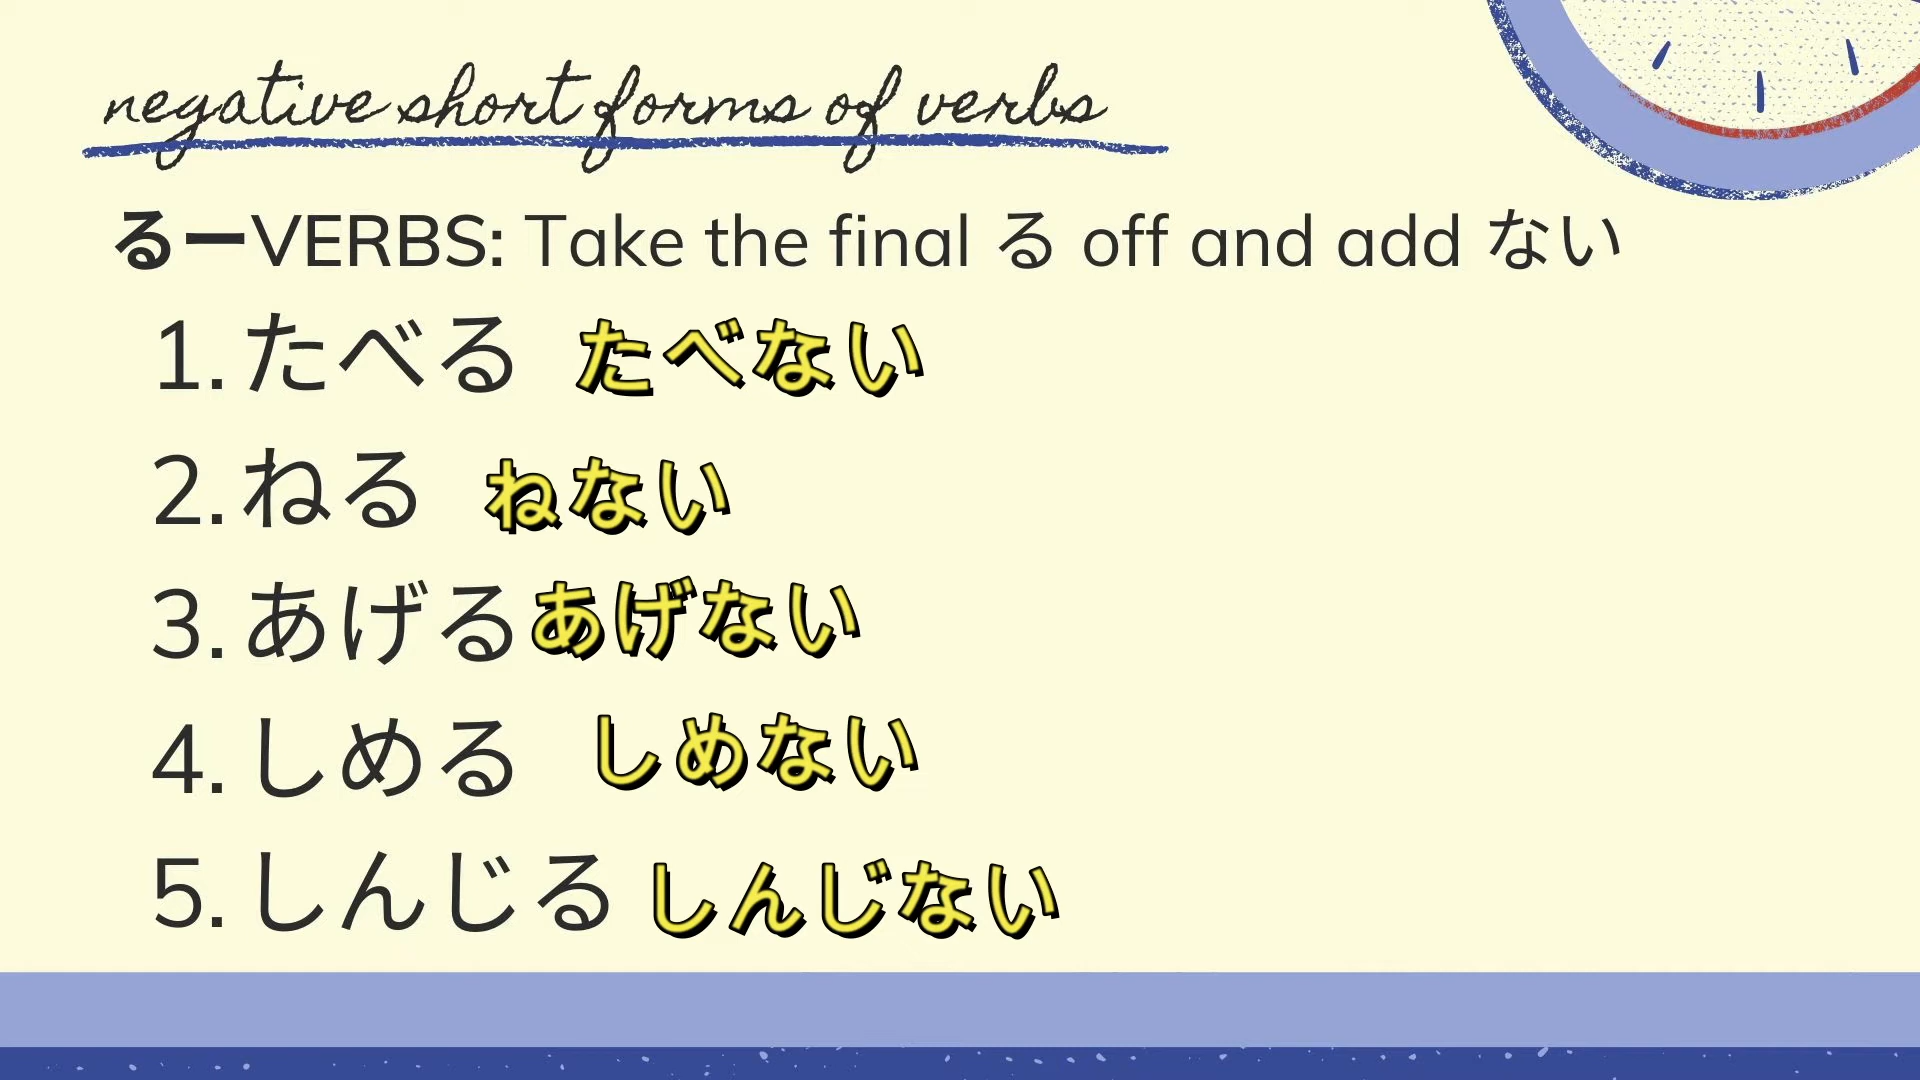 negative short forms of verbs
るーVERBS: Take the final る off and add ない
1. たべる たべない
2. ねる ねない
3. あげる あげない
4. しめる しめない
5. しんじる しんじない